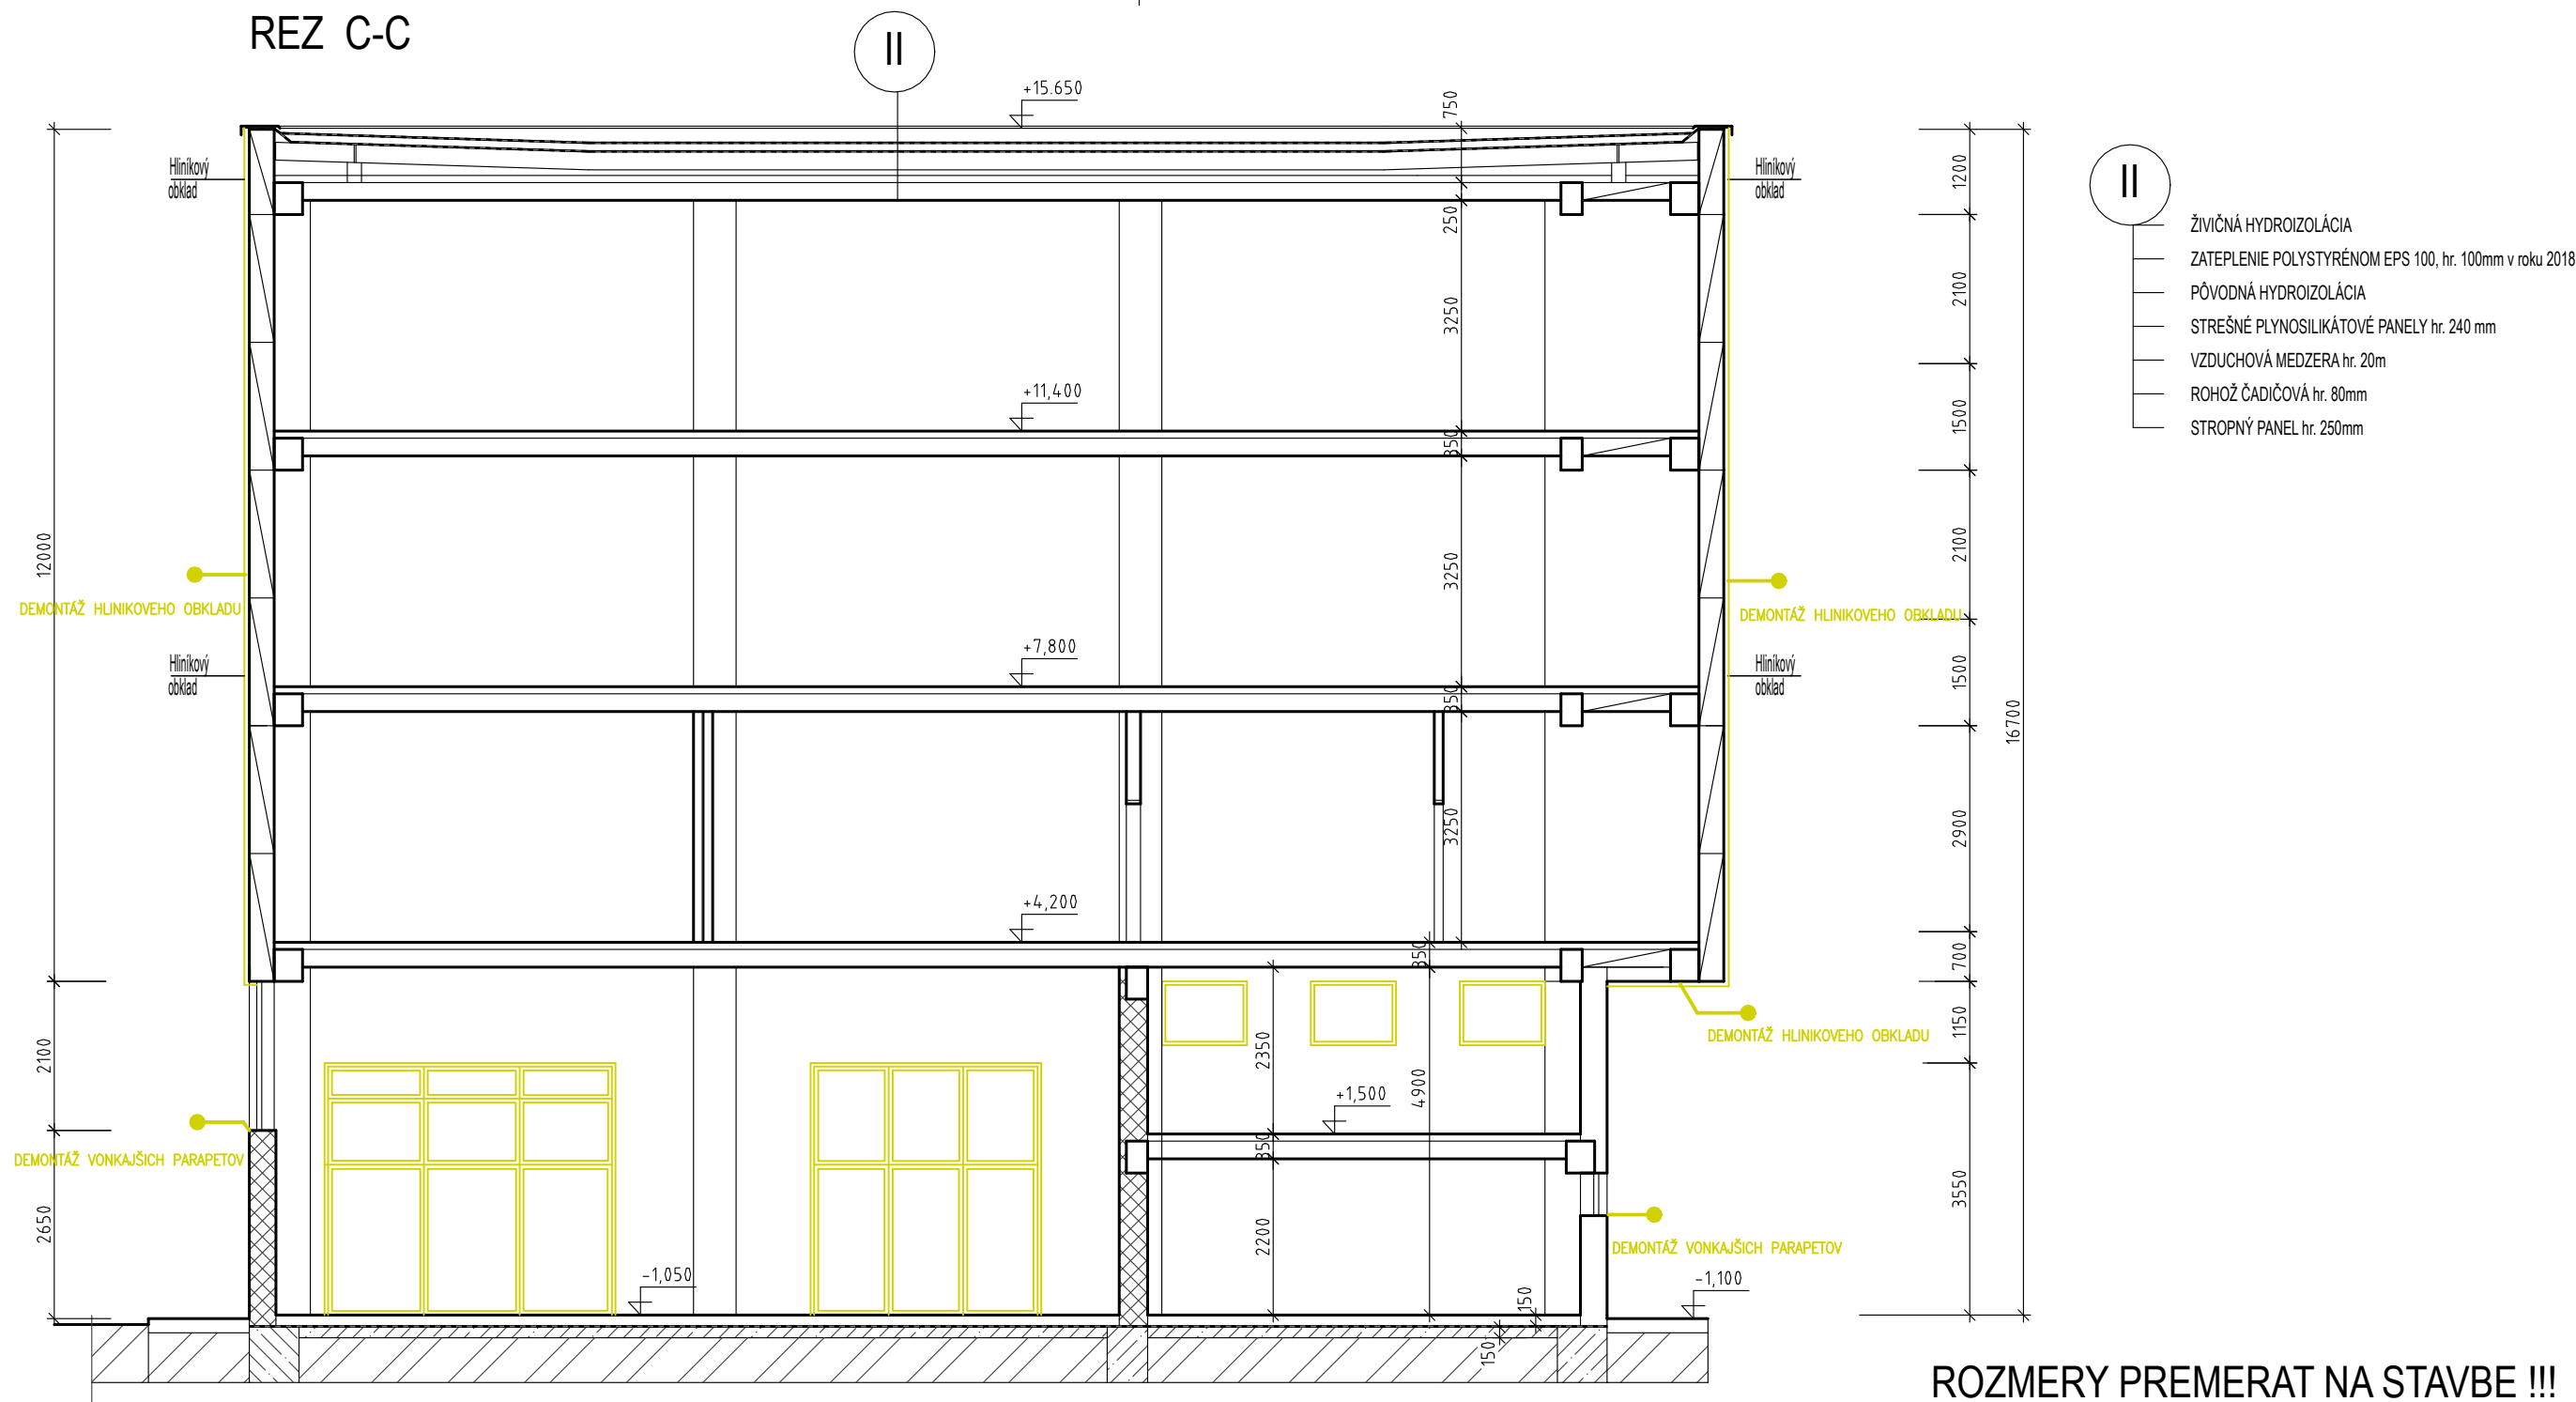 REZ C-C
II
+15.650
750
Hliníkový
obklad
Hliníkový
obklad
1200
II
ŽIVIČNÁ HYDROIZOLÁCIA
ZATEPLENIE POLYSTYRÉNOM EPS 100, hr. 100mm v roku 2018
PÔVODNÁ HYDROIZOLÁCIA
STREŠNÉ PLYNOSILIKÁTOVÉ PANELY hr. 240 mm
VZDUCHOVÁ MEDZERA hr. 20m
ROHOŽ ČADIČOVÁ hr. 80mm
STROPNÝ PANEL hr. 250mm
250
3250
2100
+11,400
350
1500
12000
3250
2100
DEMONTÁŽ HLINIKOVEHO OBKLADU
DEMONTÁŽ HLINIKOVEHO OBKLADU
+7,800
Hliníkový
obklad
Hliníkový
obklad
350
1500
16700
3250
2900
+4,200
350
700
2100
2350
4900
1150
DEMONTÁŽ HLINIKOVEHO OBKLADU
+1,500
350
DEMONTÁŽ VONKAJŠICH PARAPETOV
2650
2200
3550
DEMONTÁŽ VONKAJŠICH PARAPETOV
-1,050
-1,100
150
150
ROZMERY PREMERAT NA STAVBE !!!